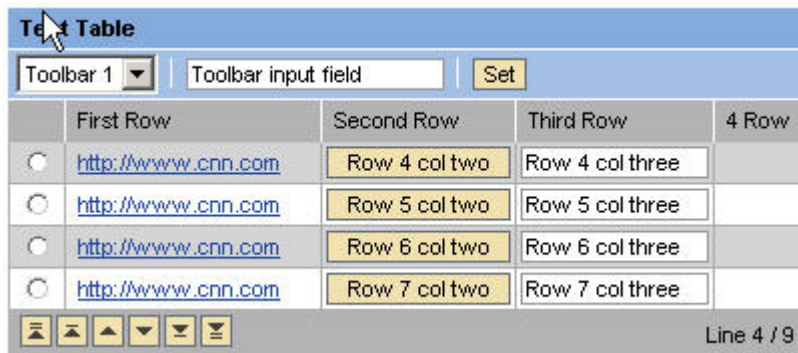 Table
Toolbar 1 Toolbar input field Set
First Row Second Row Third Row 4 Row
http://www.cnn.com Row 4 col two Row 4 col three
http://www.cnn.com Row 5 col two Row 5 col three
http://www.cnn.com Row 6 col two Row 6 col three
http://www.cnn.com Row 7 col two Row 7 col three
Line 4 / 9